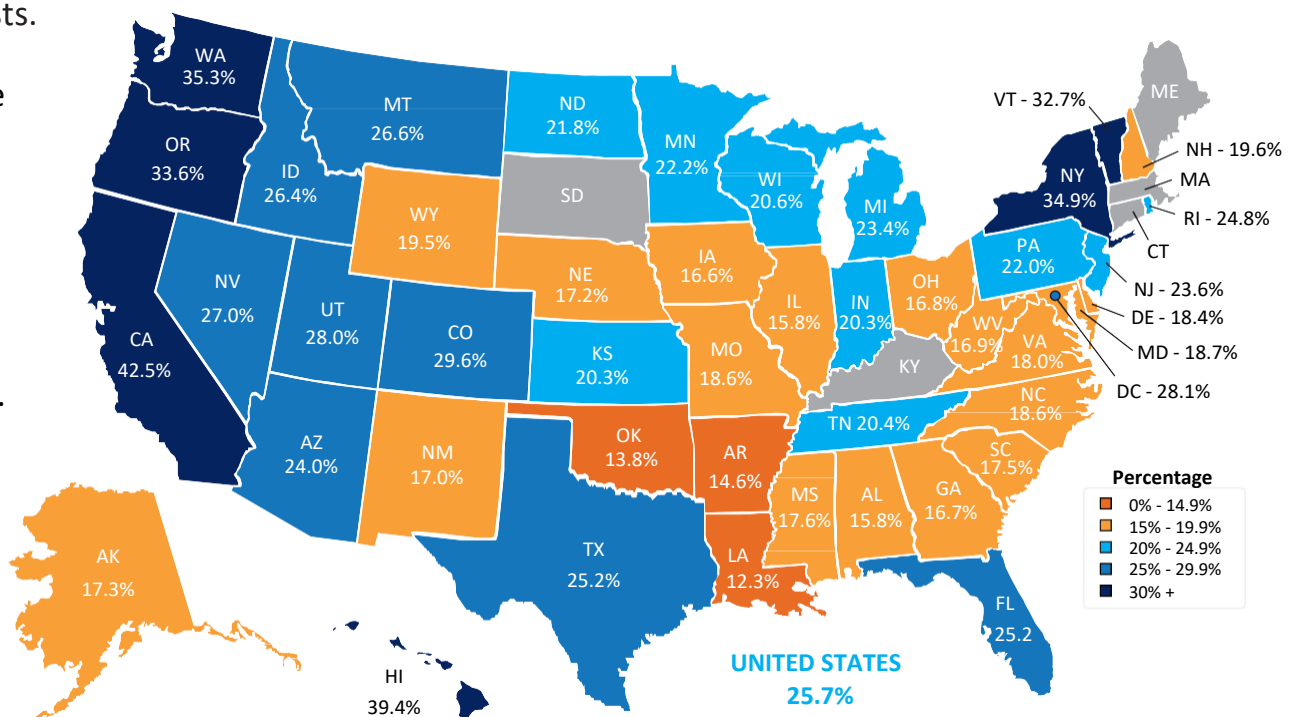 sts.
e
WA
35.3%
OR
33.6%
CA
42.5%
ID
26.4%
NV
27.0%
MT
26.6%
WY
19.5%
UT
28.0%
AZ
24.0%
CO
29.6%
NM
17.0%
ND
21.8%
SD
NE
17.2%
KS
20.3%
OK
13.8%
TX
25.2%
MN
22.2%
IA
16.6%
MO
18.6%
AR
14.6%
LA
12.3%
WI
20.6%
IL
15.8%
MI
23.4%
IN
20.3%
OH
16.8%
KY
TN 20.4%
MS
17.6%
AL
15.8%
GA
16.7%
FL
25.2
SC
17.5%
NC
18.6%
VA
18.0%
WV
16.9%
PA
22.0%
NY
34.9%
VT - 32.7%
ME
NH - 19.6%
MA
RI - 24.8%
CT
NJ - 23.6%
DE - 18.4%
MD - 18.7%
DC - 28.1%
AK
17.3%
HI
39.4%
UNITED STATES
25.7%
Percentage
0% - 14.9%
15% - 19.9%
20% - 24.9%
25% - 29.9%
30% +